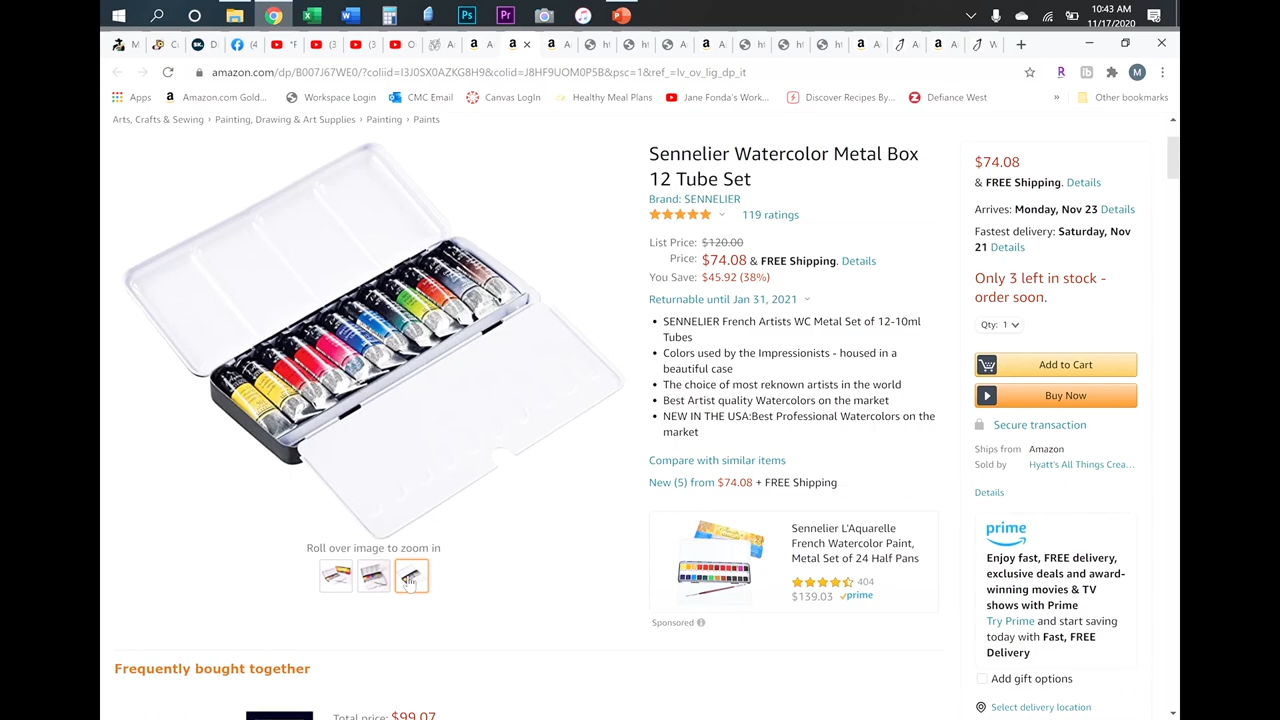 10:43 AM
11/17/2020
amazon.com/dp/B007J67WE0/?coliid=I3J0SX0AZKG8H9&colid=J8HF9UOM0P5B&psc=1&ref_=lv_ov_lig_dp_it
Apps Amazon.com Gold... Workspace Login CMC Email Canvas LogIn Healthy Meal Plans Jane Fonda's Work... Discover Recipes By... Defiance West » Other bookmarks
Arts, Crafts & Sewing › Painting, Drawing & Art Supplies › Painting › Paints
Sennelier Watercolor Metal Box
12 Tube Set
Brand: SENNELIER
119 ratings
List Price: $120.00
Price: $74.08 & FREE Shipping. Details
You Save: $45.92 (38%)
Returnable until Jan 31, 2021
• SENNELIER French Artists WC Metal Set of 12-10ml
Tubes
• Colors used by the Impressionists - housed in a
beautiful case
• The choice of most reknown artists in the world
• Best Artist quality Watercolors on the market
• NEW IN THE USA:Best Professional Watercolors on the
market
Compare with similar items
New (5) from $74.08 + FREE Shipping
Sennelier L'Aquarelle
French Watercolor Paint,
Metal Set of 24 Half Pans
404
$139.03 prime
Sponsored
Roll over image to zoom in
Frequently bought together
Total price: $99.07
$74.08
& FREE Shipping. Details
Arrives: Monday, Nov 23 Details
Fastest delivery: Saturday, Nov
21 Details
Only 3 left in stock -
order soon.
Qty: 1
Add to Cart
Buy Now
Secure transaction
Ships from Amazon
Sold by Hyatt's All Things Crea...
Details
prime
Enjoy fast, FREE delivery,
exclusive deals and award-
winning movies & TV
shows with Prime
Try Prime and start saving
today with Fast, FREE
Delivery
Add gift options
Select delivery location